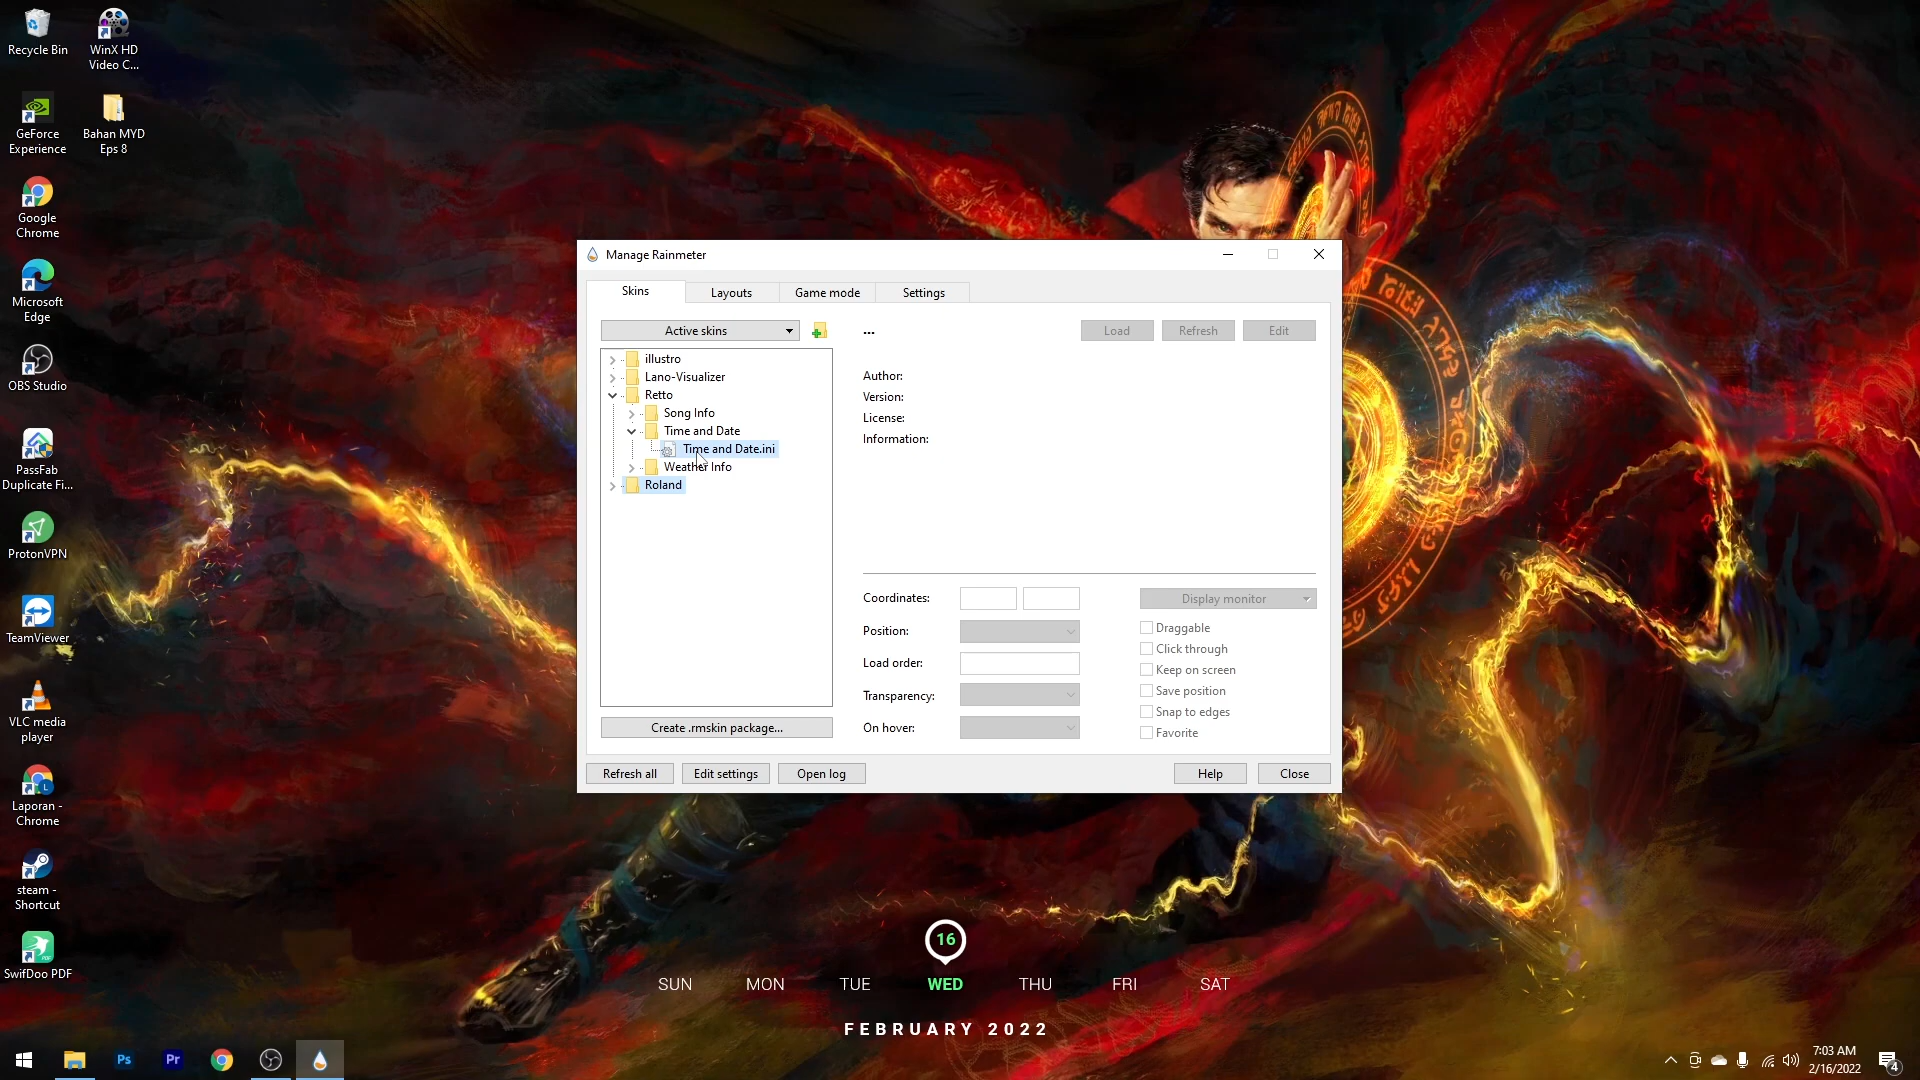 Recycle Bin
WinX HD
Video C...
GeForce
Experience
Bahan MYD
Eps 8
Google
Chrome
Microsoft
Edge
OBS Studio
PassFab
Duplicate Fi...
ProtonVPN
TeamViewer
VLC media
player
Laporan -
Chrome
steam -
Shortcut
SwifDoo PDF
Manage Rainmeter
Skins
Layouts
Game mode
Settings
Active skins
...
Load
Refresh
Edit
illustro
Lano-Visualizer
Retto
Song Info
Time and Date
Time and Date.ini
Weather Info
Roland
Author:
Version:
License:
Information:
Coordinates:
Display monitor
Position:
Load order:
Transparency:
On hover:
Draggable
Click through
Keep on screen
Save position
Snap to edges
Favorite
Create .rmskin package...
Refresh all
Edit settings
Open log
Help
Close
16
SUN MON TUE WED THU FRI SAT
FEBRUARY 2022
Ps
Pr
7:03 AM
2/16/2022
4